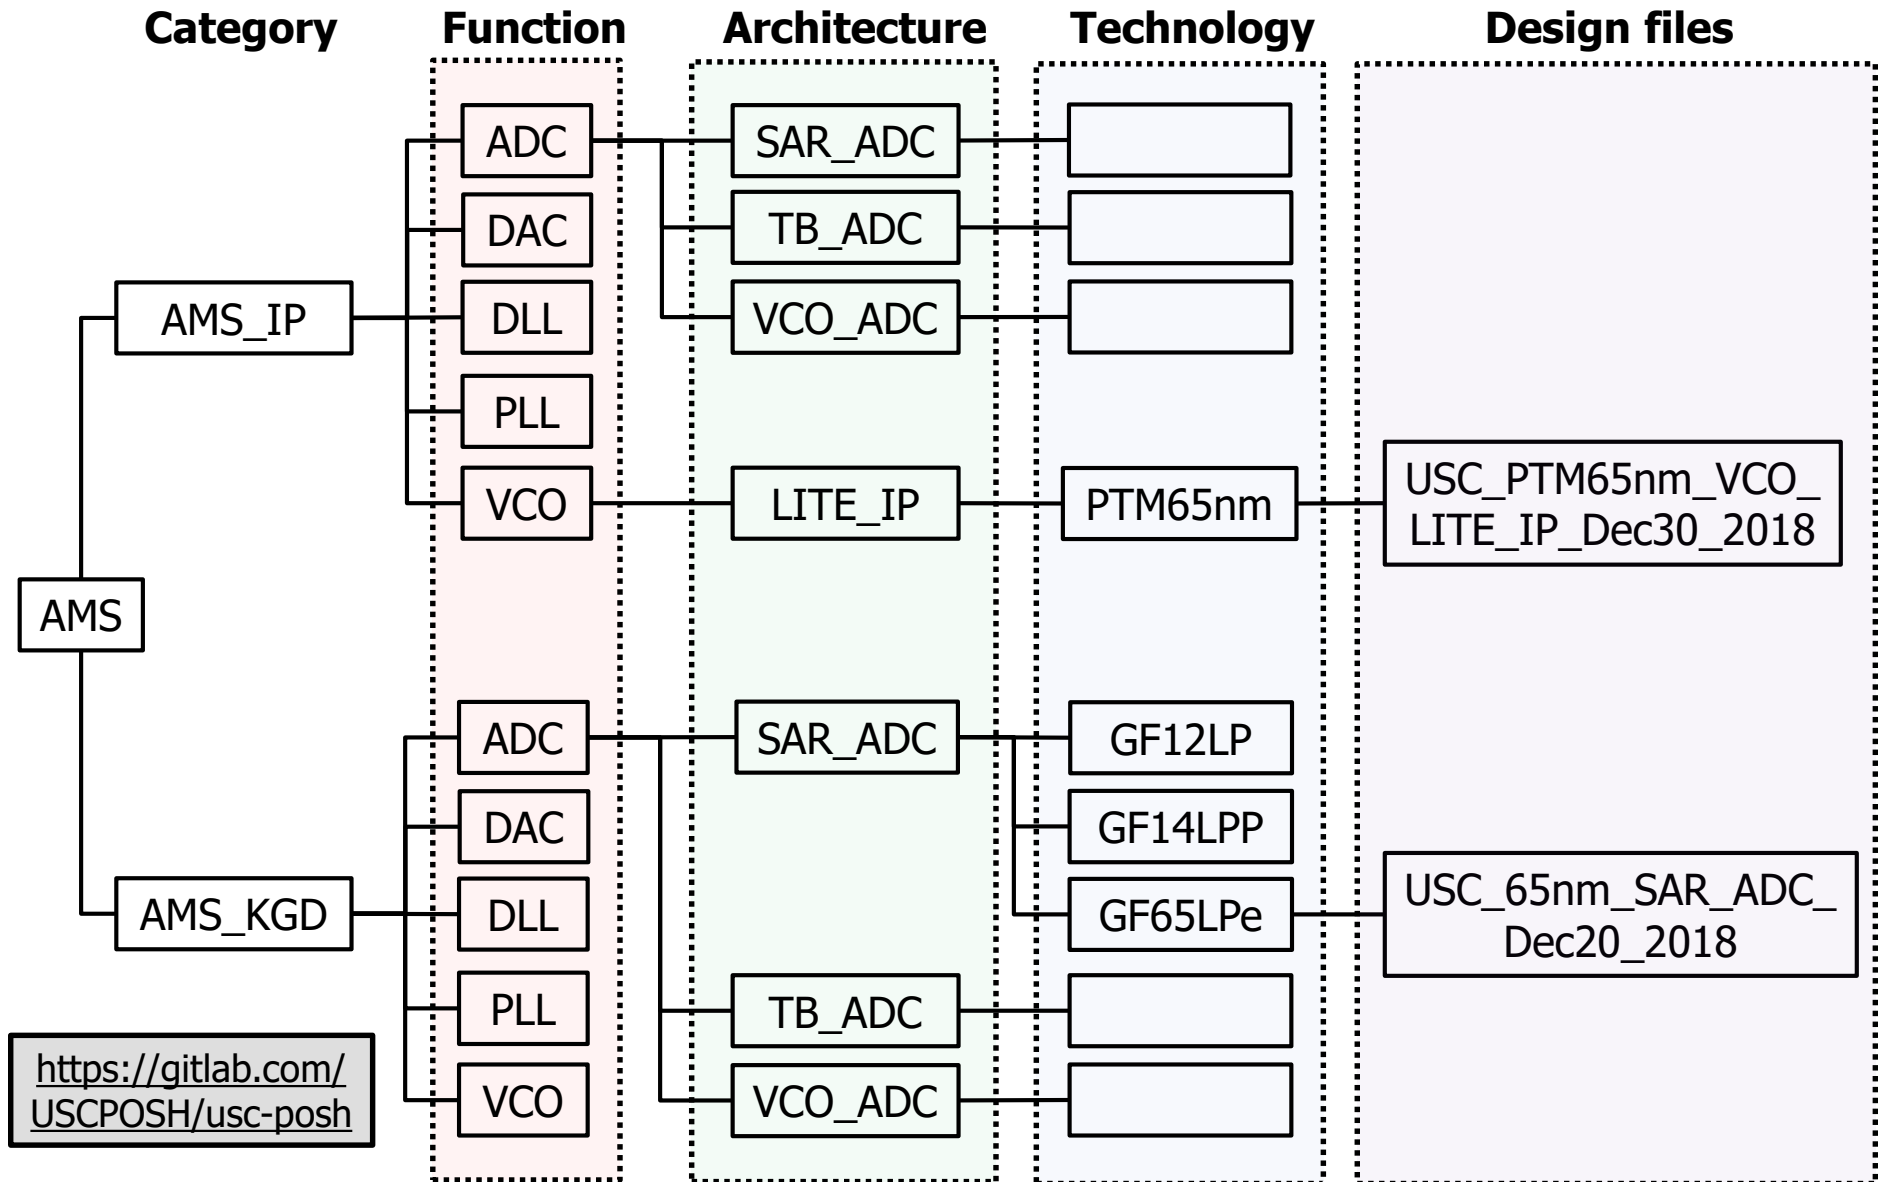 Category Function Architecture Technology Design files
ADC SAR_ADC
DAC TB_ADC
AMS_IP DLL VCO_ADC
PLL
VCO LITE_IP PTM65nm USC_PTM65nm_VCO_
LITE_IP_Dec30_2018
AMS
ADC SAR_ADC GF12LP
DAC GF14LPP
AMS_KGD DLL GF65LPe USC_65nm_SAR_ADC_
Dec20_2018
PLL TB_ADC
VCO VCO_ADC
https://gitlab.com/
USCPOSH/usc-posh